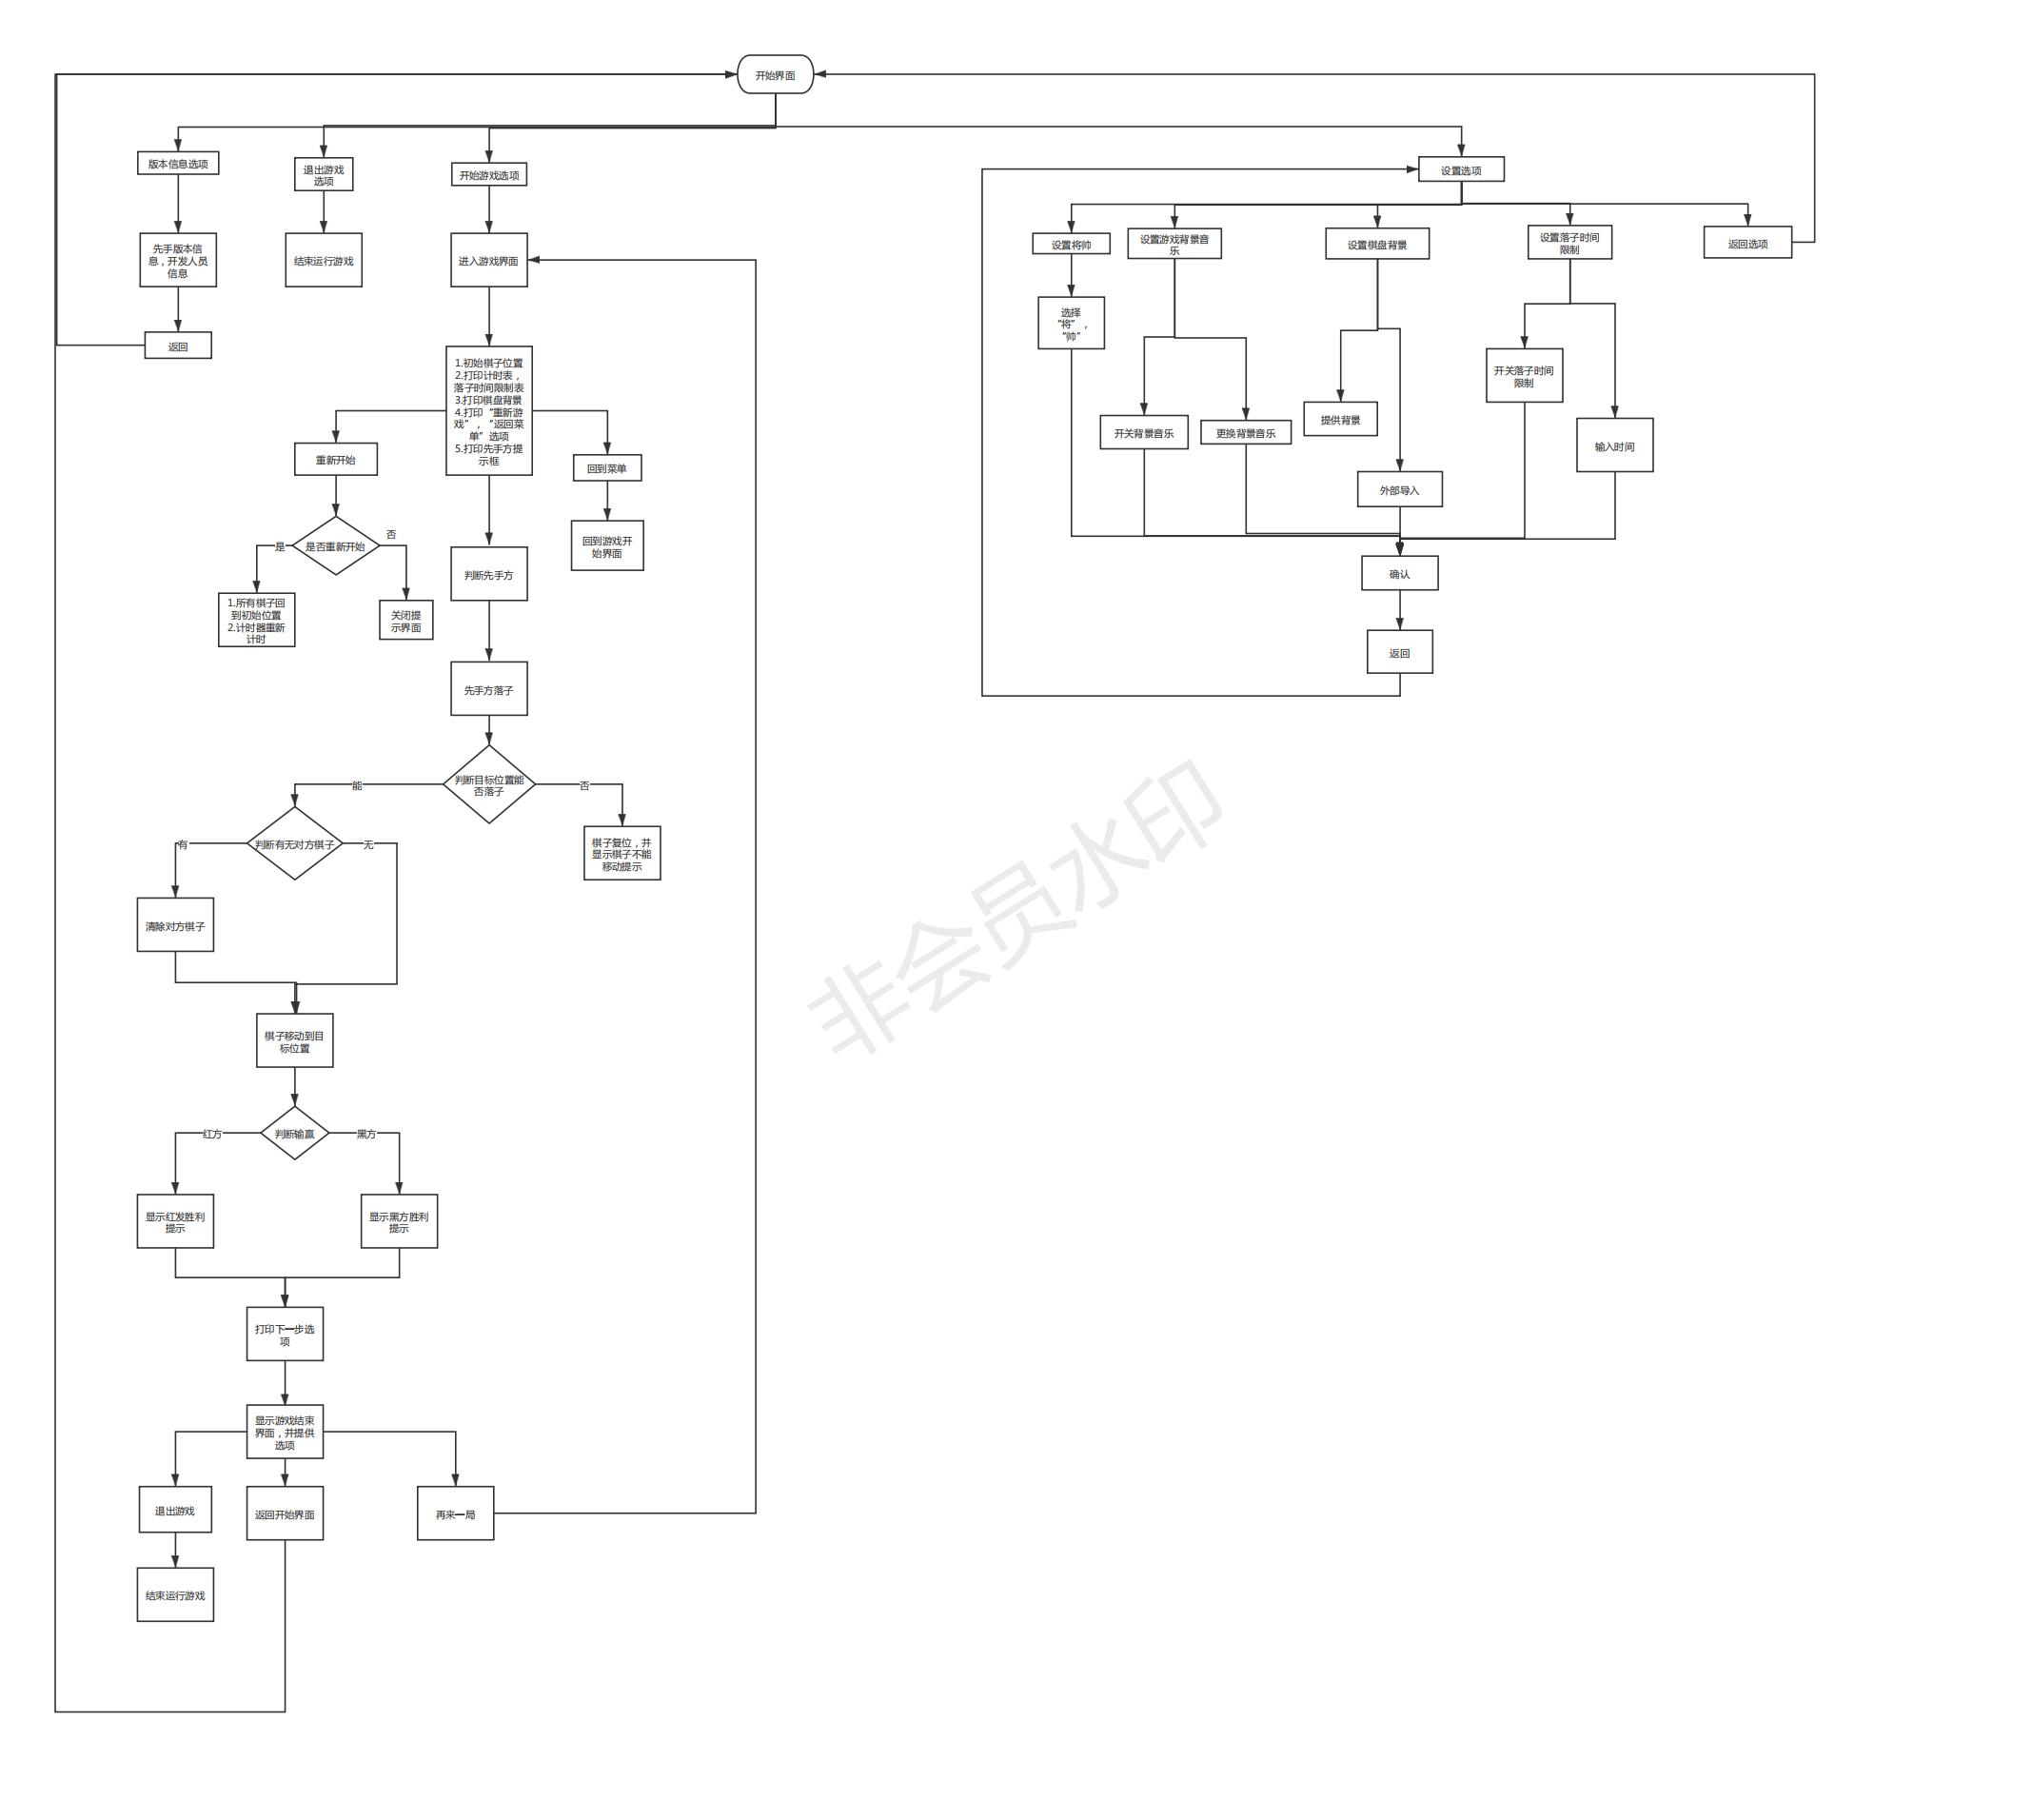 开始界面
版本信息选项
退出游戏
选项
开始游戏选项
设置选项
先手版本信
息，开发人员
信息
结束运行游戏
进入游戏界面
设置将帅
设置游戏背景音
乐
设置棋盘背景
设置落子时间
限制
返回选项
返回
选择
“将”，
“帅”
1.初始棋子位置
2.打印计时表，
落子时间限制表
3.打印棋盘背景
4.打印“重新游
戏”，“返回菜
单”选项
5.打印先手方提
示框
开关落子时间
限制
开关背景音乐
更换背景音乐
提供背景
输入时间
重新开始
回到菜单
外部导入
是
是否重新开始
否
回到游戏开
始界面
判断先手方
确认
1.所有棋子回
到初始位置
2.计时器重新
计时
关闭提
示界面
返回
先手方落子
能
判断目标位置能
否落子
否
有
判断有无对方棋子
无
棋子复位，并
显示棋子不能
移动提示
清除对方棋子
棋子移动到目
标位置
红方
判断输赢
黑方
显示红发胜利
提示
显示黑方胜利
提示
打印下一步选
项
显示游戏结束
界面，并提供
选项
退出游戏
返回开始界面
再来一局
结束运行游戏
非会员水印